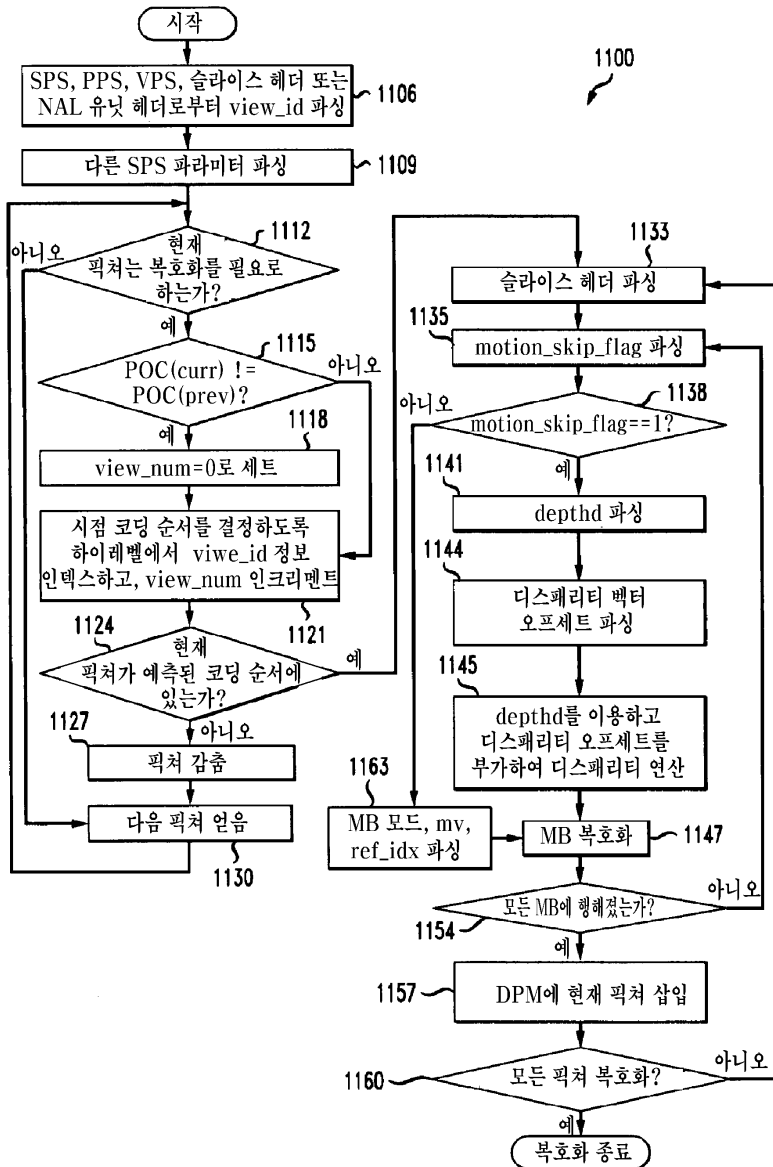 시작
1100
SPS, PPS, VPS, 슬라이스 헤더 또는
NAL 유닛 헤더로부터 view_id 파싱
1106
다른 SPS 파라미터 파싱
1109
1112
아니오
현재
픽쳐는 복호화를 필요로
하는가?
예
1115
아니오
POC(curr) !=
POC(prev)?
예
1118
view_num=0로 세트
시점 코딩 순서를 결정하도록
하이레벨에서 viwe_id 정보
인덱스하고, view_num 인크리멘트
1121
1124
현재
픽쳐가 예측된 코딩 순서에
있는가?
예
아니오
1127
픽쳐 감춤
다음 픽쳐 얻음
1130
1133
슬라이스 헤더 파싱
1135
motion_skip_flag 파싱
아니오
1138
motion_skip_flag==1?
예
1141
depthd 파싱
1144
디스패리티 벡터
오프세트 파싱
1145
depthd를 이용하고
디스패리티 오프세트를
부가하여 디스패리티 연산
1163
MB 모드, mv,
ref_idx 파싱
MB 복호화
1147
아니오
모든 MB에 행해졌는가?
1154
예
1157
DPM에 현재 픽쳐 삽입
아니오
1160
모든 픽쳐 복호화?
예
복호화 종료